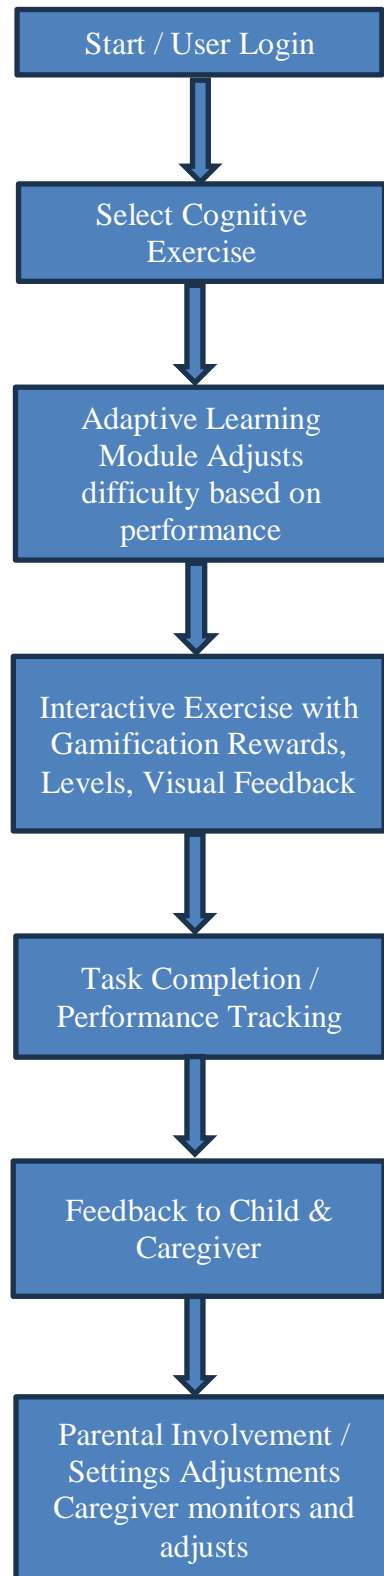 Start / User Login
Select Cognitive
Exercise
Adaptive Learning
Module Adjusts
difficulty based on
performance
Interactive Exercise with
Gamification Rewards,
Levels, Visual Feedback
Task Completion /
Performance Tracking
Feedback to Child &
Caregiver
Parental Involvement /
Settings Adjustments
Caregiver monitors and
adjusts